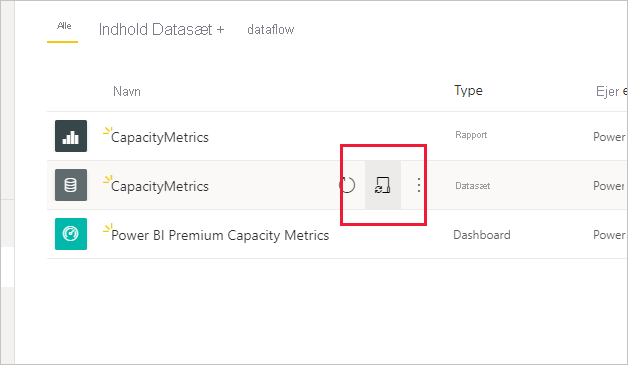 Alle Indhold Datasæt + dataflow
Navn Type Ejer e
CapacityMetrics Rapport Power
CapacityMetrics Datasæt Power
Power BI Premium Capacity Metrics Dashboard Power